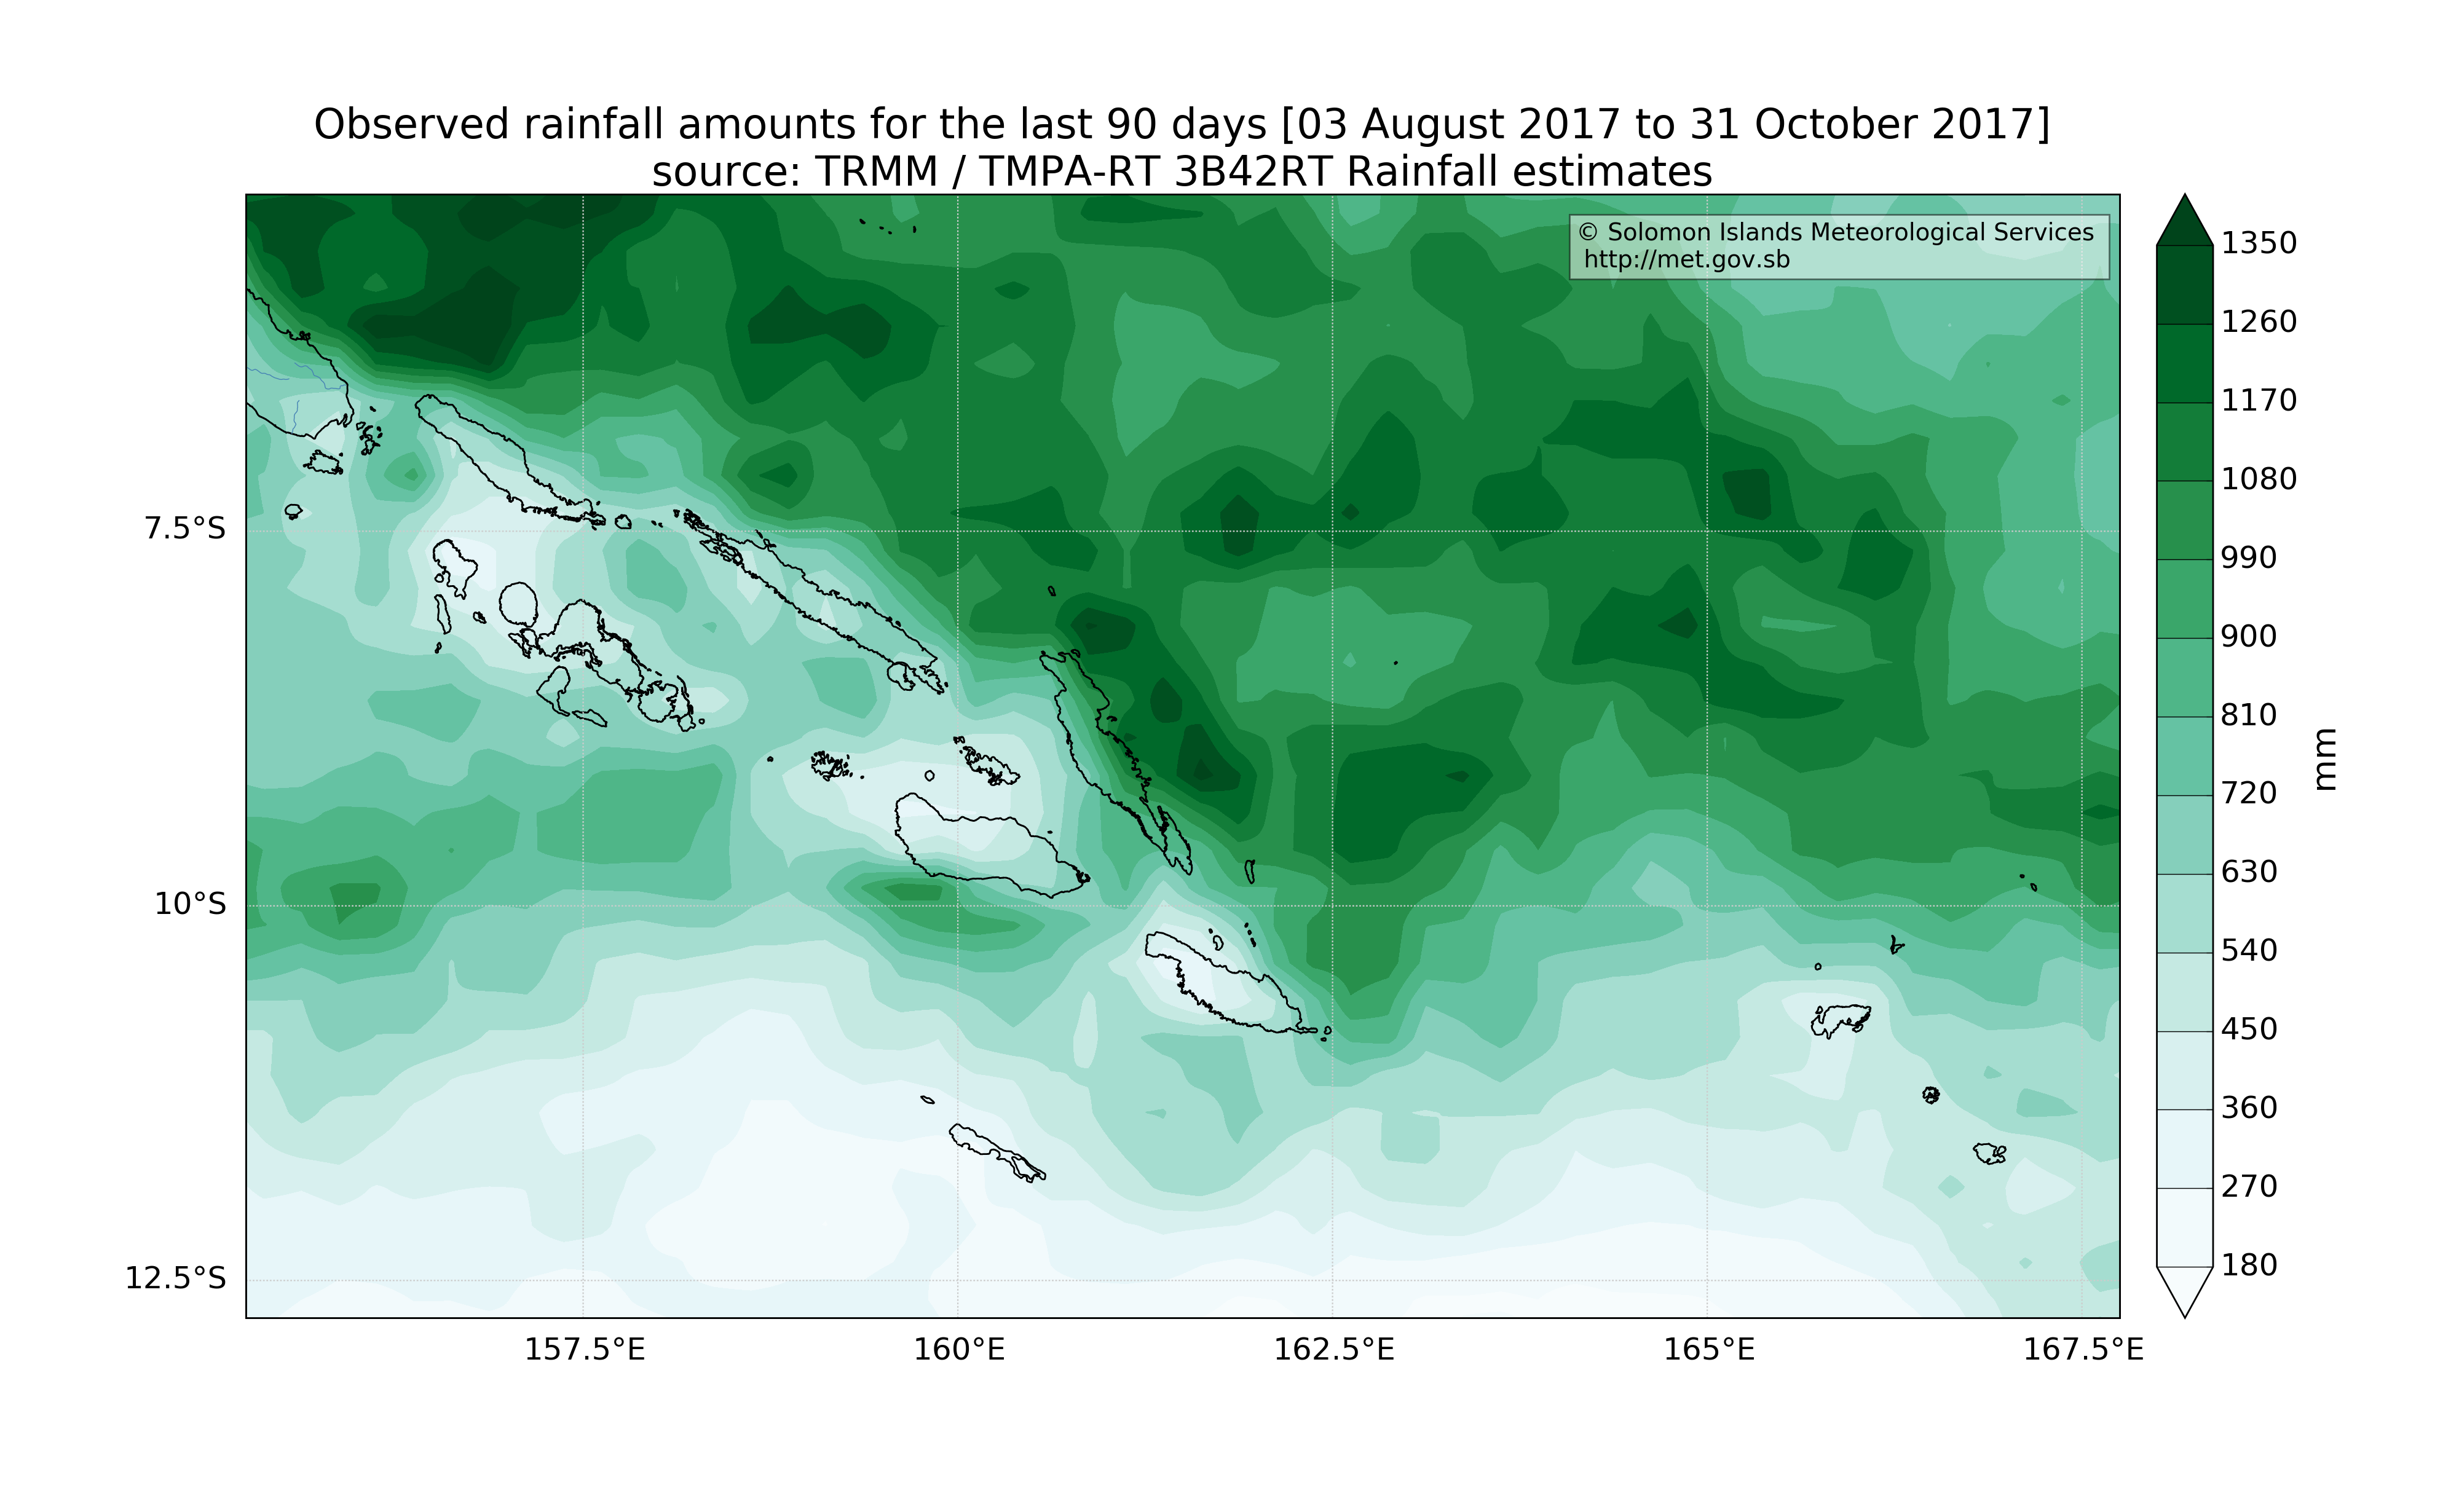 Observed rainfall amounts for the last 90 days [03 August 2017 to 31 October 2017]
source: TRMM / TMPA-RT 3B42RT Rainfall estimates
© Solomon Islands Meteorological Services
http://met.gov.sb
7.5°S
10°S
12.5°S
157.5°E
160°E
162.5°E
165°E
167.5°E
1350
1260
1170
1080
990
900
810
720
630
540
450
360
270
180
mm